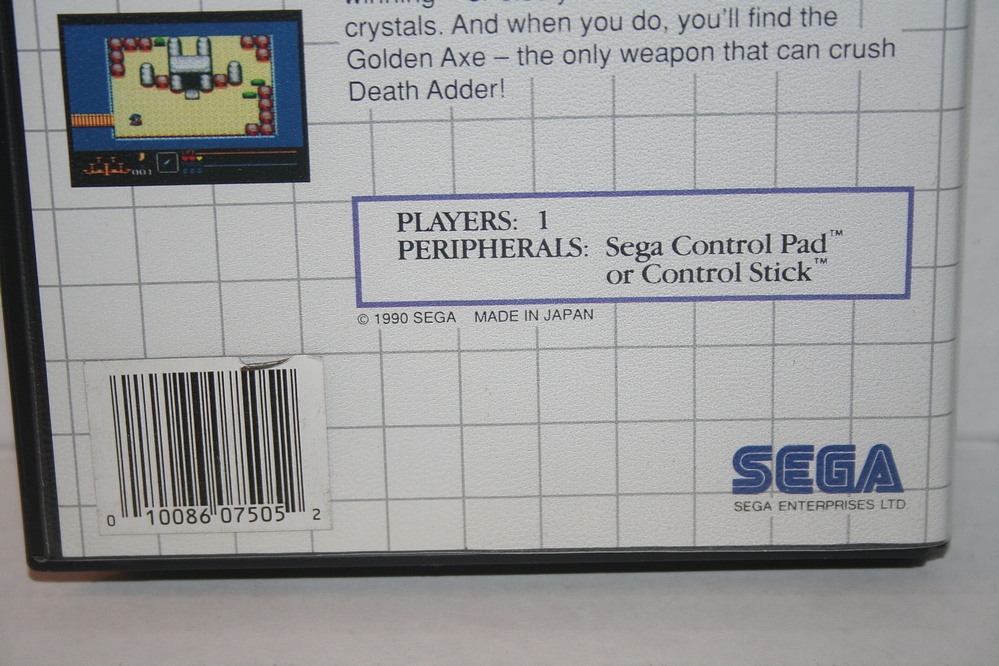 crystals. And when you do, you'll find the
Golden Axe – the only weapon that can crush
Death Adder!
001
PLAYERS: 1
PERIPHERALS: Sega Control Pad™
or Control Stick™
© 1990 SEGA MADE IN JAPAN
0 10086 07505 2
SEGA
SEGA ENTERPRISES LTD.